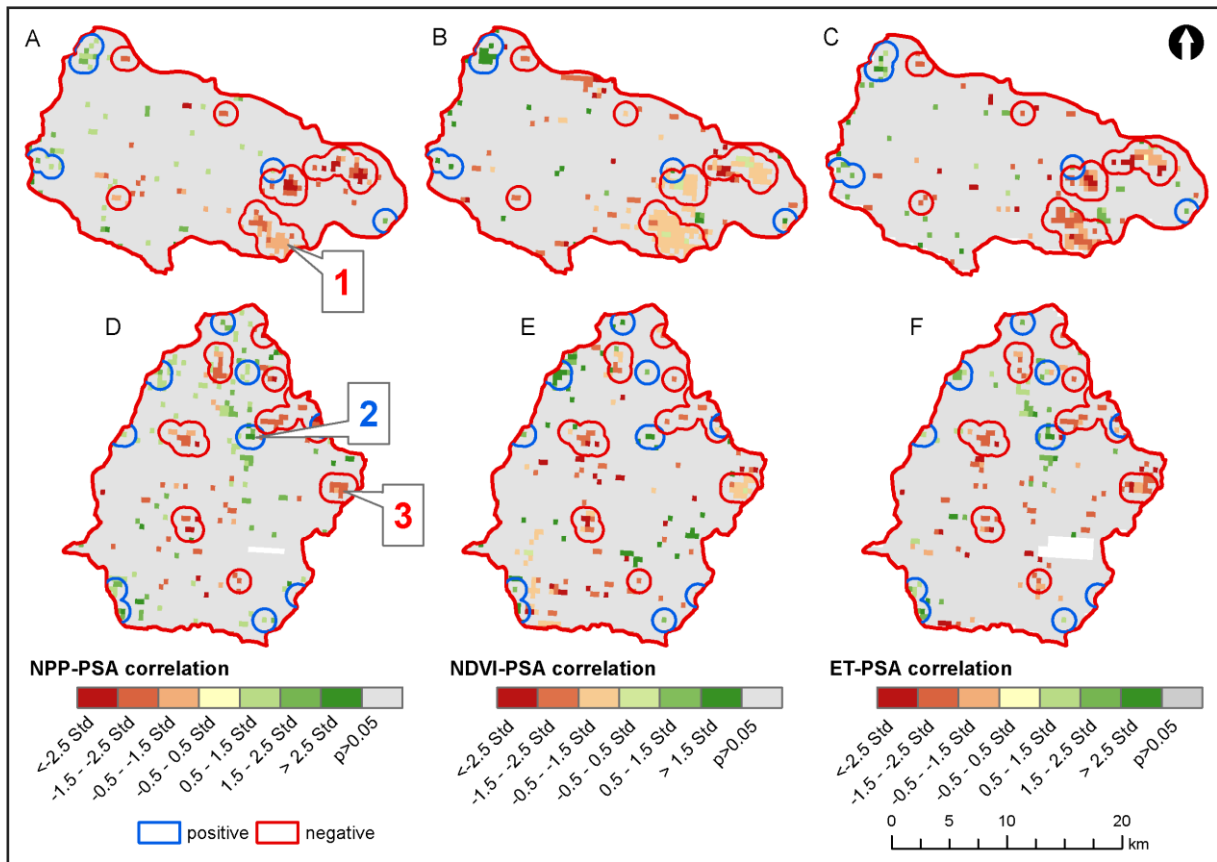 A
B
C
1
D
E
F
2
3
NPP-PSA correlation
<-2.5 Std
-1.5 - -2.5 Std
-0.5 - -1.5 Std
-0.5 - 0.5 Std
0.5 - 1.5 Std
1.5 - 2.5 Std
> 2.5 Std
p>0.05
NDVI-PSA correlation
<-2.5 Std
-1.5 - -2.5 Std
-0.5 - -1.5 Std
-0.5 - 0.5 Std
0.5 - 1.5 Std
> 1.5 Std
p>0.05
ET-PSA correlation
<-2.5 Std
-1.5 - -2.5 Std
-0.5 - -1.5 Std
-0.5 - 0.5 Std
0.5 - 1.5 Std
1.5 - 2.5 Std
> 2.5 Std
p>0.05
positive negative
0 5 10 20
km